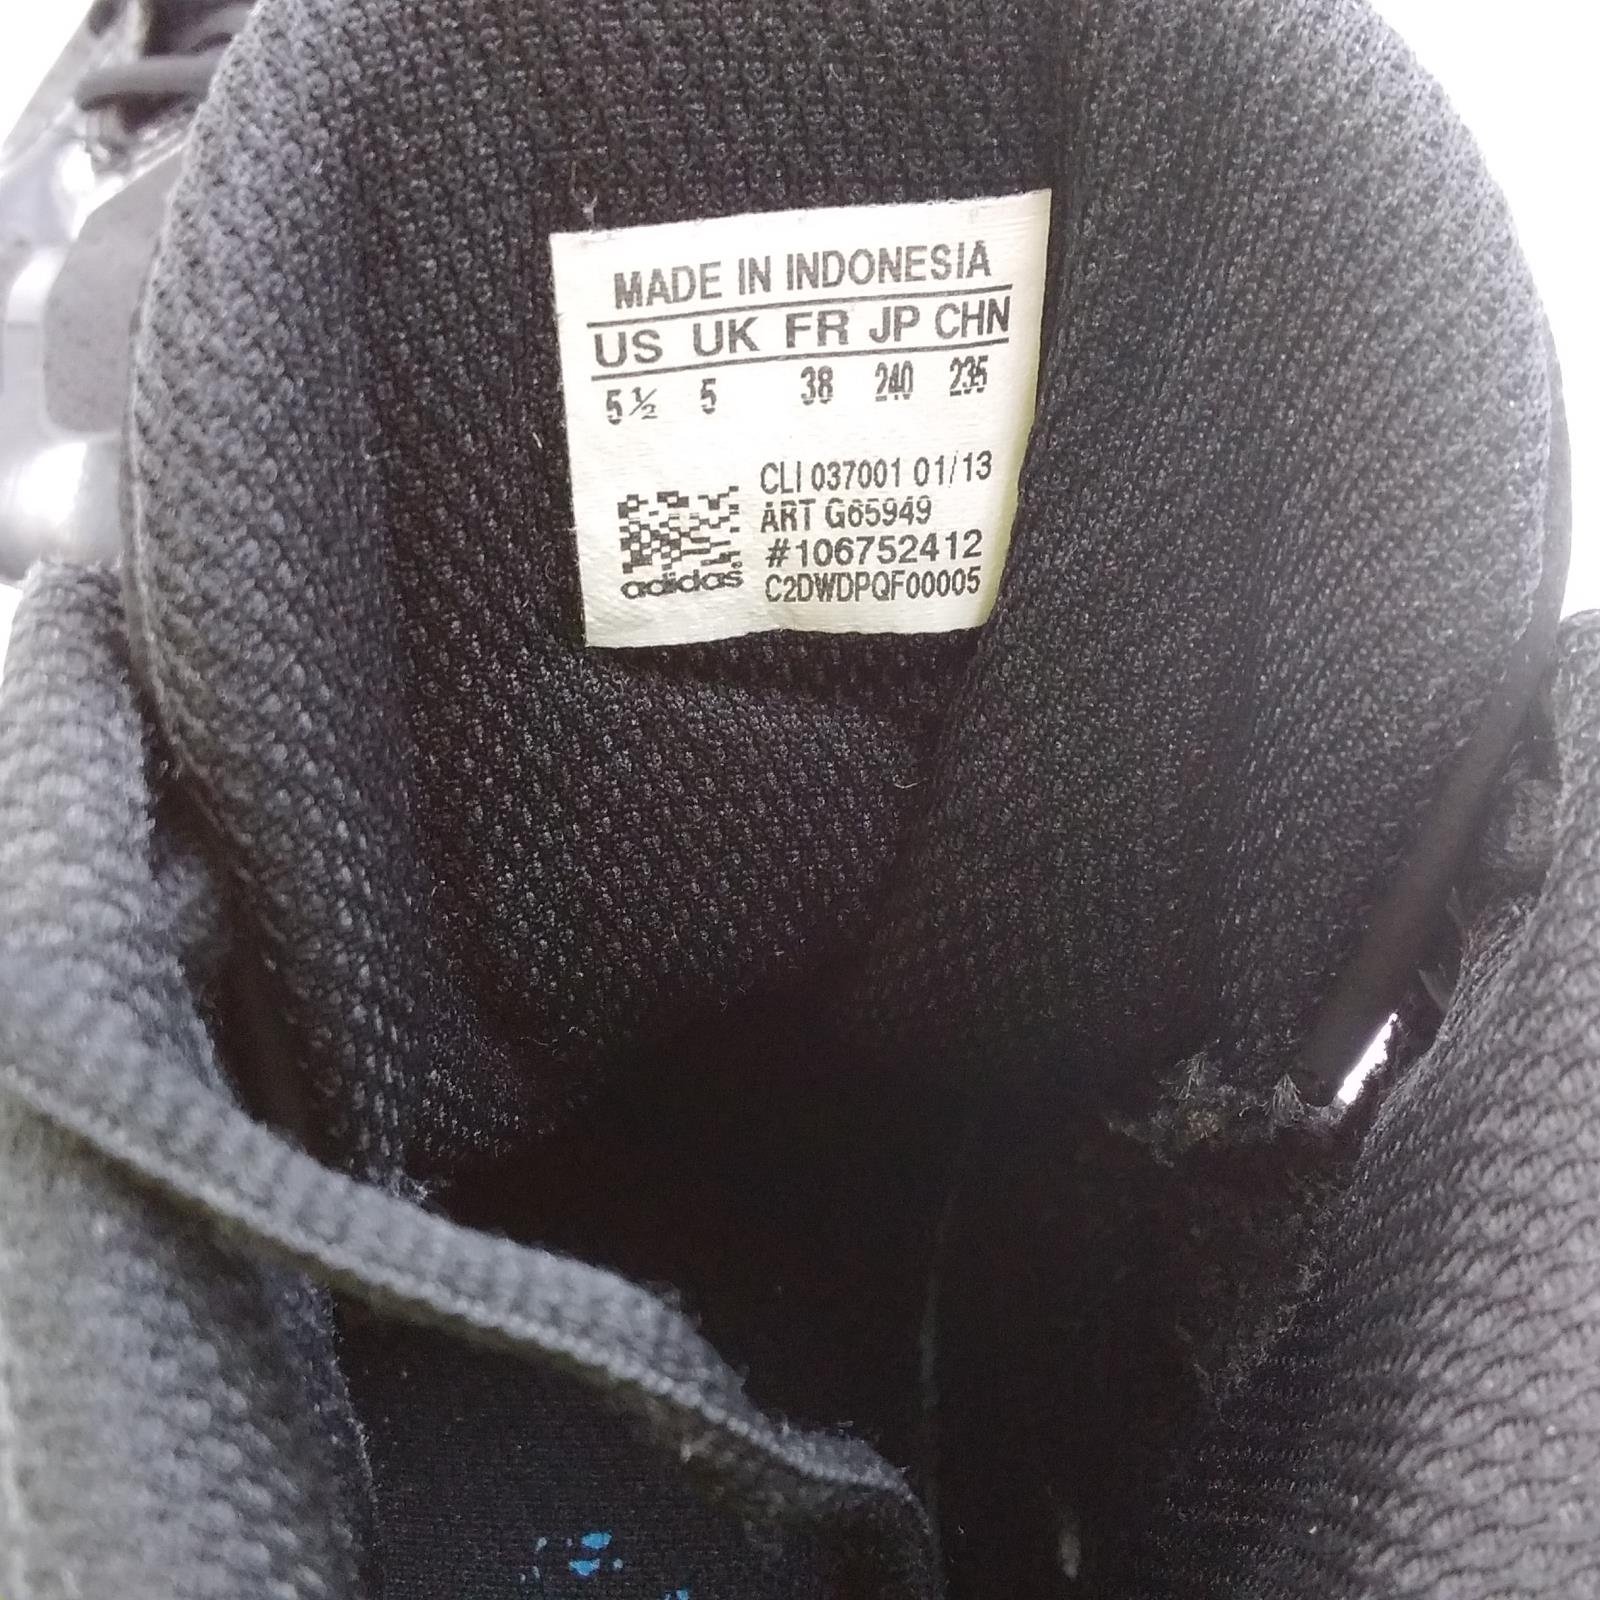 MADE IN INDONESIA
US UK FR JP CHN
5½ 5 38 240 235
CLI 037001 01/13
ART G65949
#106752412
adidas® C2DWDPQF00005